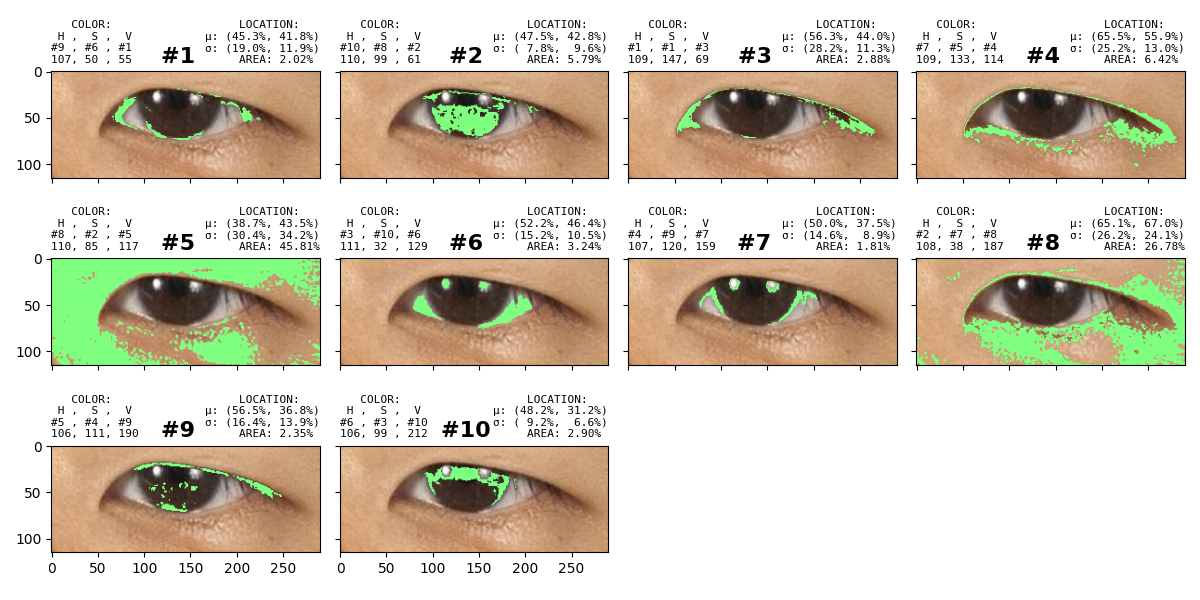 COLOR: LOCATION:
H , S , V μ: (45.3%, 41.8%)
#9 , #6 , #1 σ: (19.0%, 11.9%)
107, 50 , 55 #1 AREA: 2.02%
COLOR: LOCATION:
H , S , V μ: (47.5%, 42.8%)
#10, #8 , #2 σ: ( 7.8%, 9.6%)
110, 99 , 61 #2 AREA: 5.79%
COLOR: LOCATION:
H , S , V μ: (56.3%, 44.0%)
#1 , #1 , #3 σ: (28.2%, 11.3%)
109, 147, 69 #3 AREA: 2.88%
COLOR: LOCATION:
H , S , V μ: (65.5%, 55.9%)
#7 , #5 , #4 σ: (25.2%, 13.0%)
109, 133, 114 #4 AREA: 6.42%
0
50
100
COLOR: LOCATION:
H , S , V μ: (38.7%, 43.5%)
#8 , #2 , #5 σ: (30.4%, 34.2%)
110, 85 , 117 #5 AREA: 45.81%
COLOR: LOCATION:
H , S , V μ: (52.2%, 46.4%)
#3 , #10, #6 σ: (15.2%, 10.5%)
111, 32 , 129 #6 AREA: 3.24%
COLOR: LOCATION:
H , S , V μ: (50.0%, 37.5%)
#4 , #9 , #7 σ: (14.6%, 8.9%)
107, 120, 159 #7 AREA: 1.81%
COLOR: LOCATION:
H , S , V μ: (65.1%, 67.0%)
#2 , #7 , #8 σ: (26.2%, 24.1%)
108, 38 , 187 #8 AREA: 26.78%
0
50
100
COLOR: LOCATION:
H , S , V μ: (56.5%, 36.8%)
#5 , #4 , #9 σ: (16.4%, 13.9%)
106, 111, 190 #9 AREA: 2.35%
COLOR: LOCATION:
H , S , V μ: (48.2%, 31.2%)
#6 , #3 , #10 σ: ( 9.2%, 6.6%)
106, 99 , 212 #10 AREA: 2.90%
0
50
100
0 50 100 150 200 250
0 50 100 150 200 250